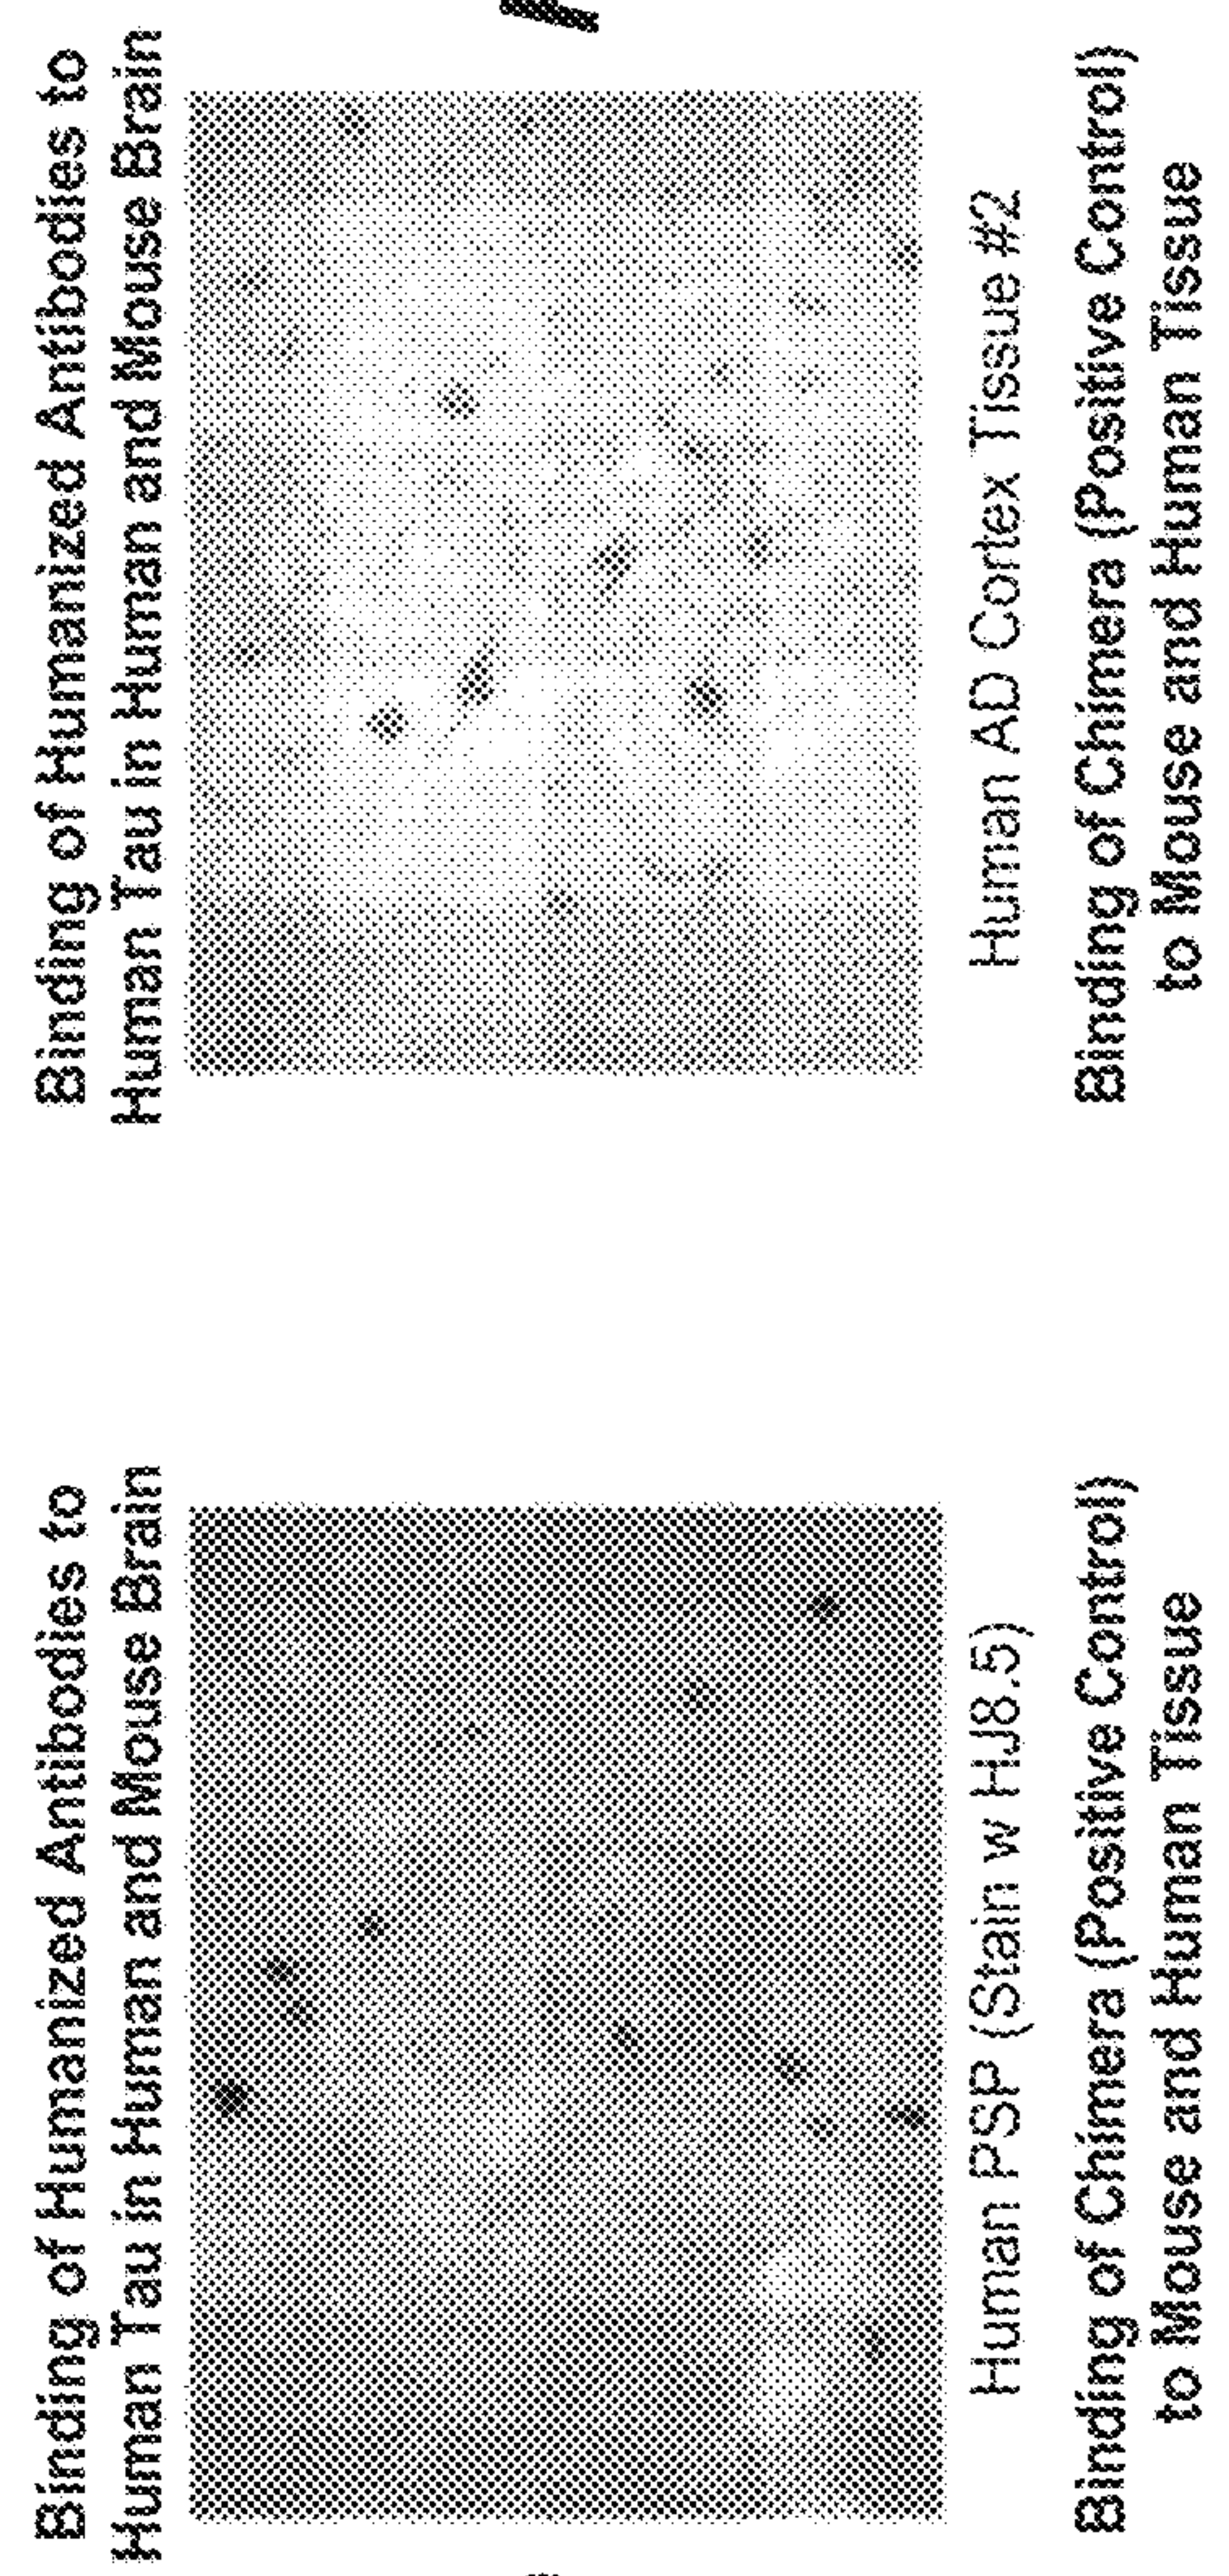 Binding of Humanized Antibodies to
Human Tau in Human and Mouse Brain
Human PSP (Stain w HJ8.5)
Binding of Chimera (Positive Control)
to Mouse and Human Tissue
Binding of Humanized Antibodies to
Human Tau in Human and Mouse Brain
Human AD Cortex Tissue #2
Binding of Chimera (Positive Control)
to Mouse and Human Tissue